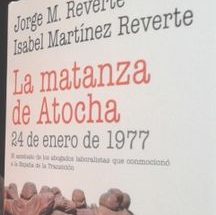 Jorge M. Reverte
Isabel Martínez Reverte
La matanza
de Atocha
24 de enero de 1977
El asesinato de los abogados laboralistas que conmocionó
a la España de la Transición